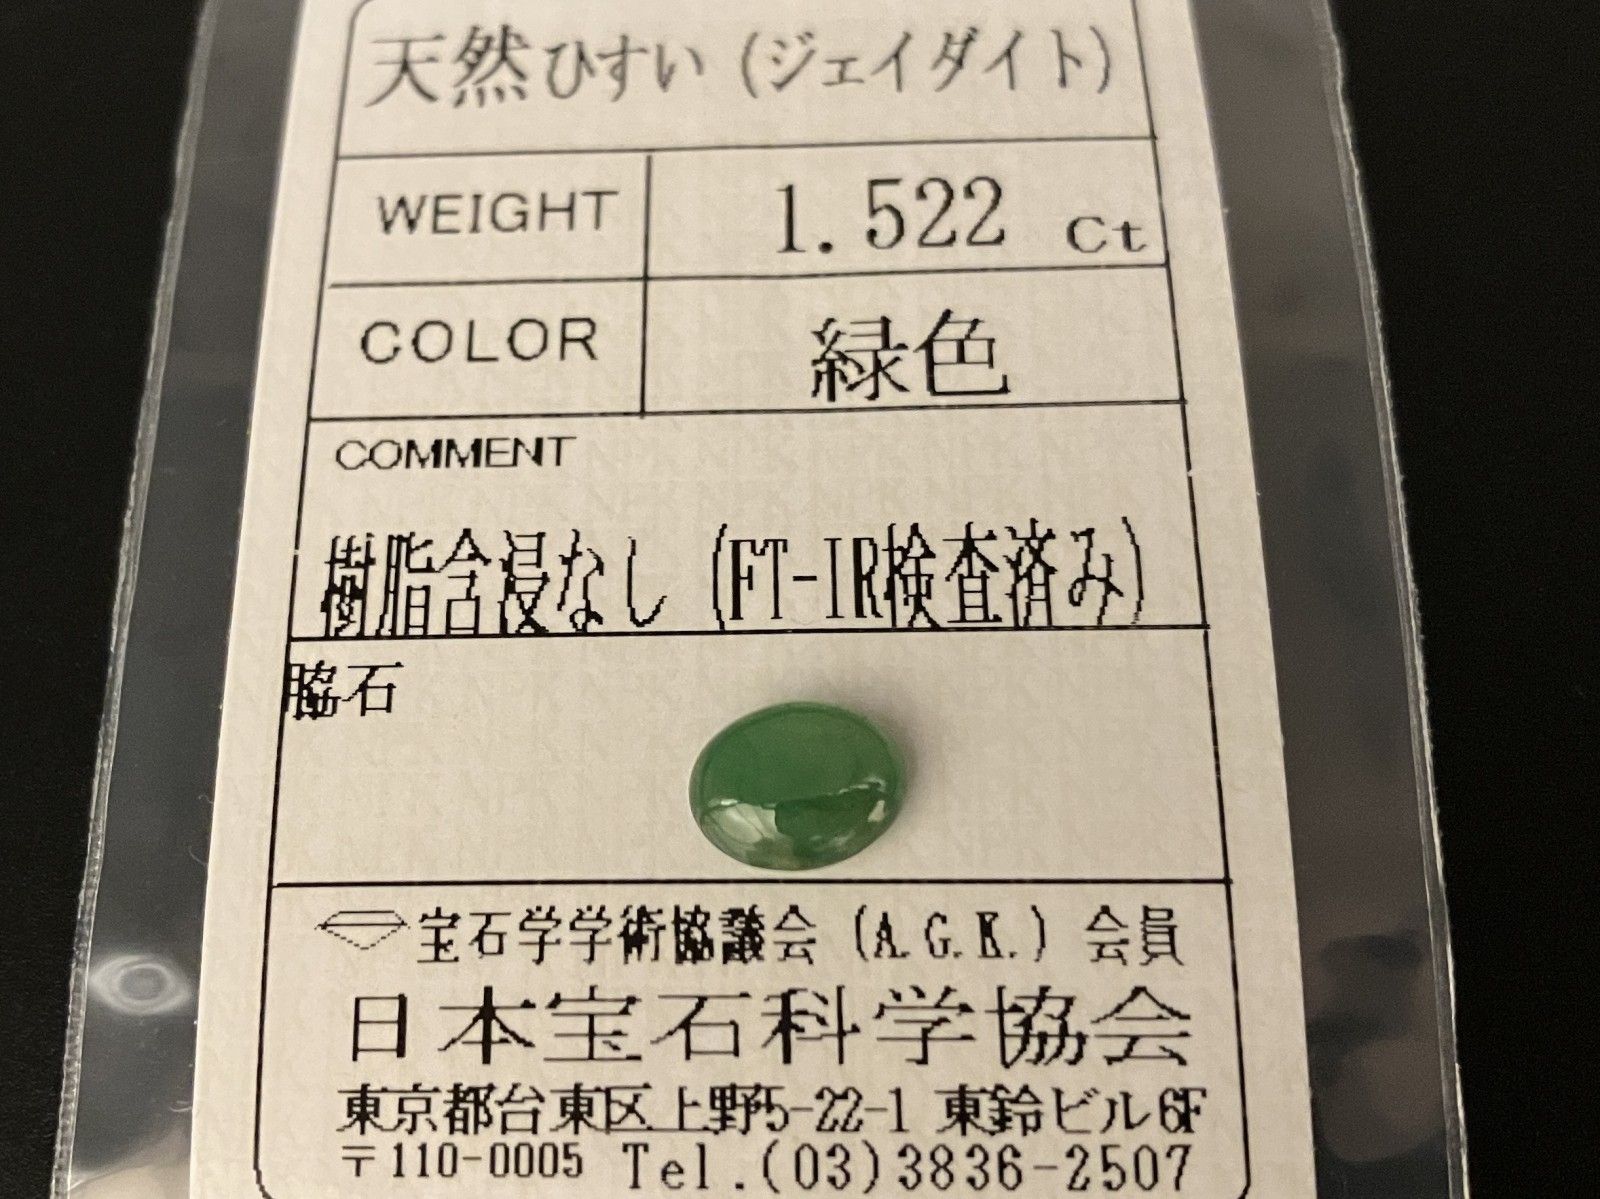 天然ひすい (ジェイダイト)
WEIGHT 1.522 Ct
COLOR 緑色
COMMENT
樹脂含浸なし (FT-IR検査済み)
脇石
宝石学学術協議会 (A.G.K.) 会員
日本宝石科学協会
東京都台東区上野5-22-1 東鈴ビル6F
〒110-0005 Tel.(03)3836-2507